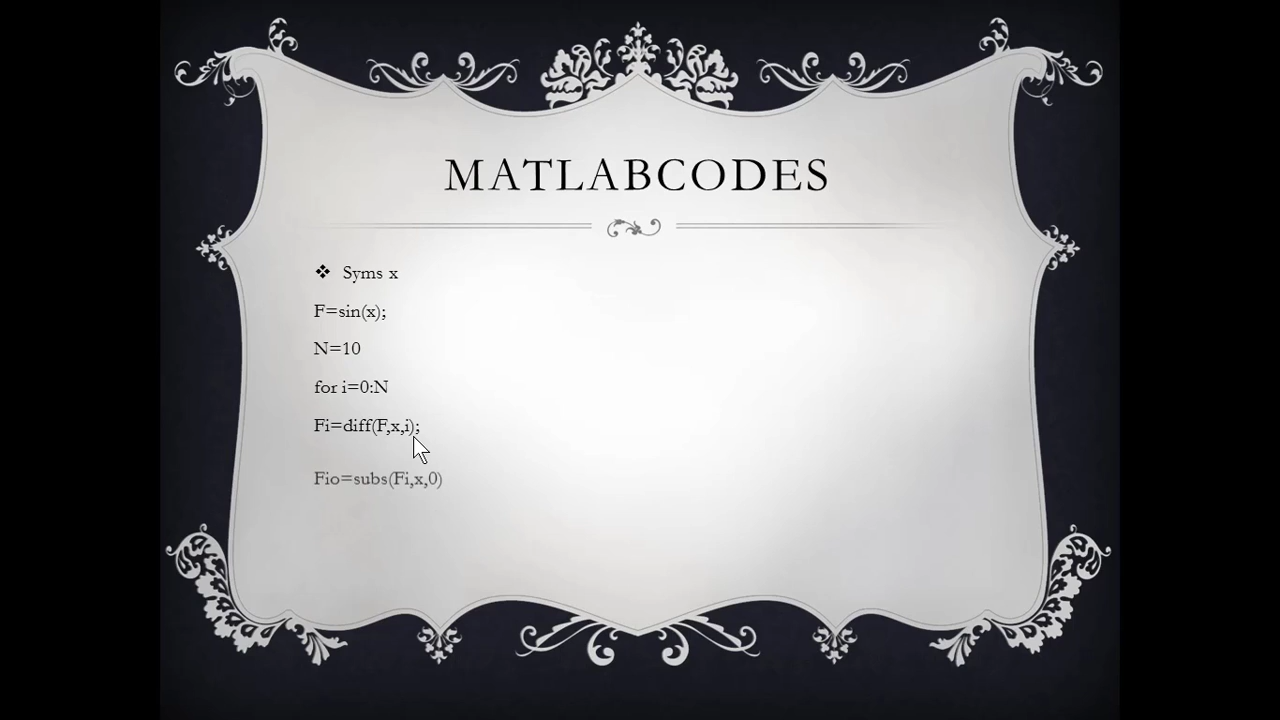 MATLABCODES
❖ Syms x
F=sin(x);
N=10
for i=0:N
Fi=diff(F,x,i);
Fio=subs(Fi,x,0)